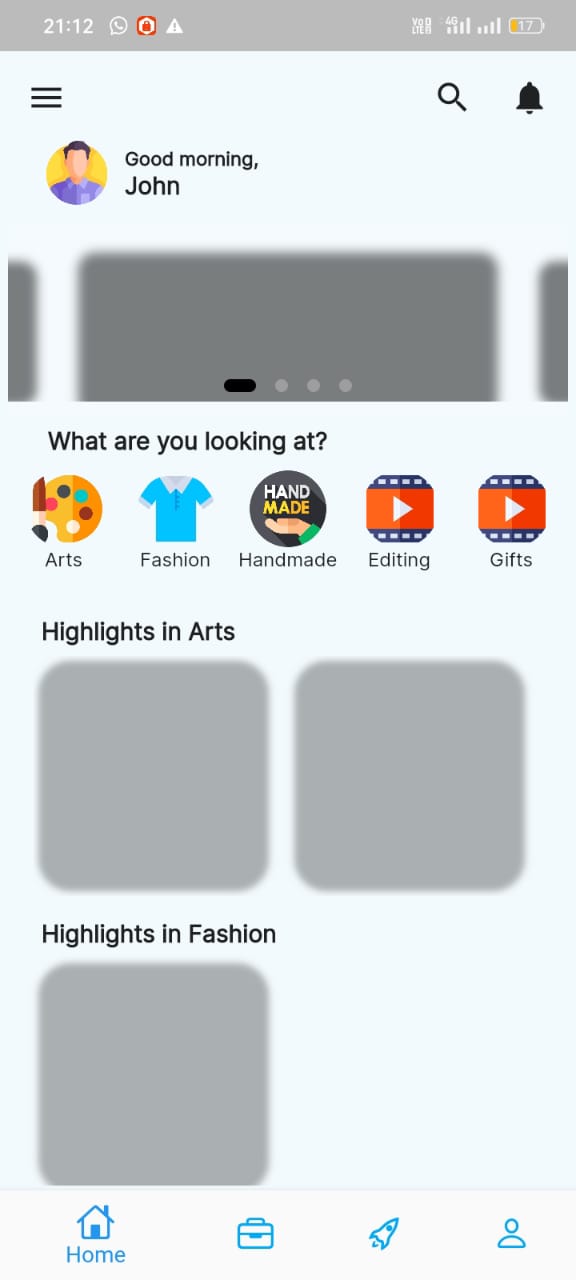 21:12
Vo D
LTE
4G
17
Good morning,
John
What are you looking at?
HAND
MADE
Arts
Fashion
Handmade
Editing
Gifts
Highlights in Arts
Highlights in Fashion
Home